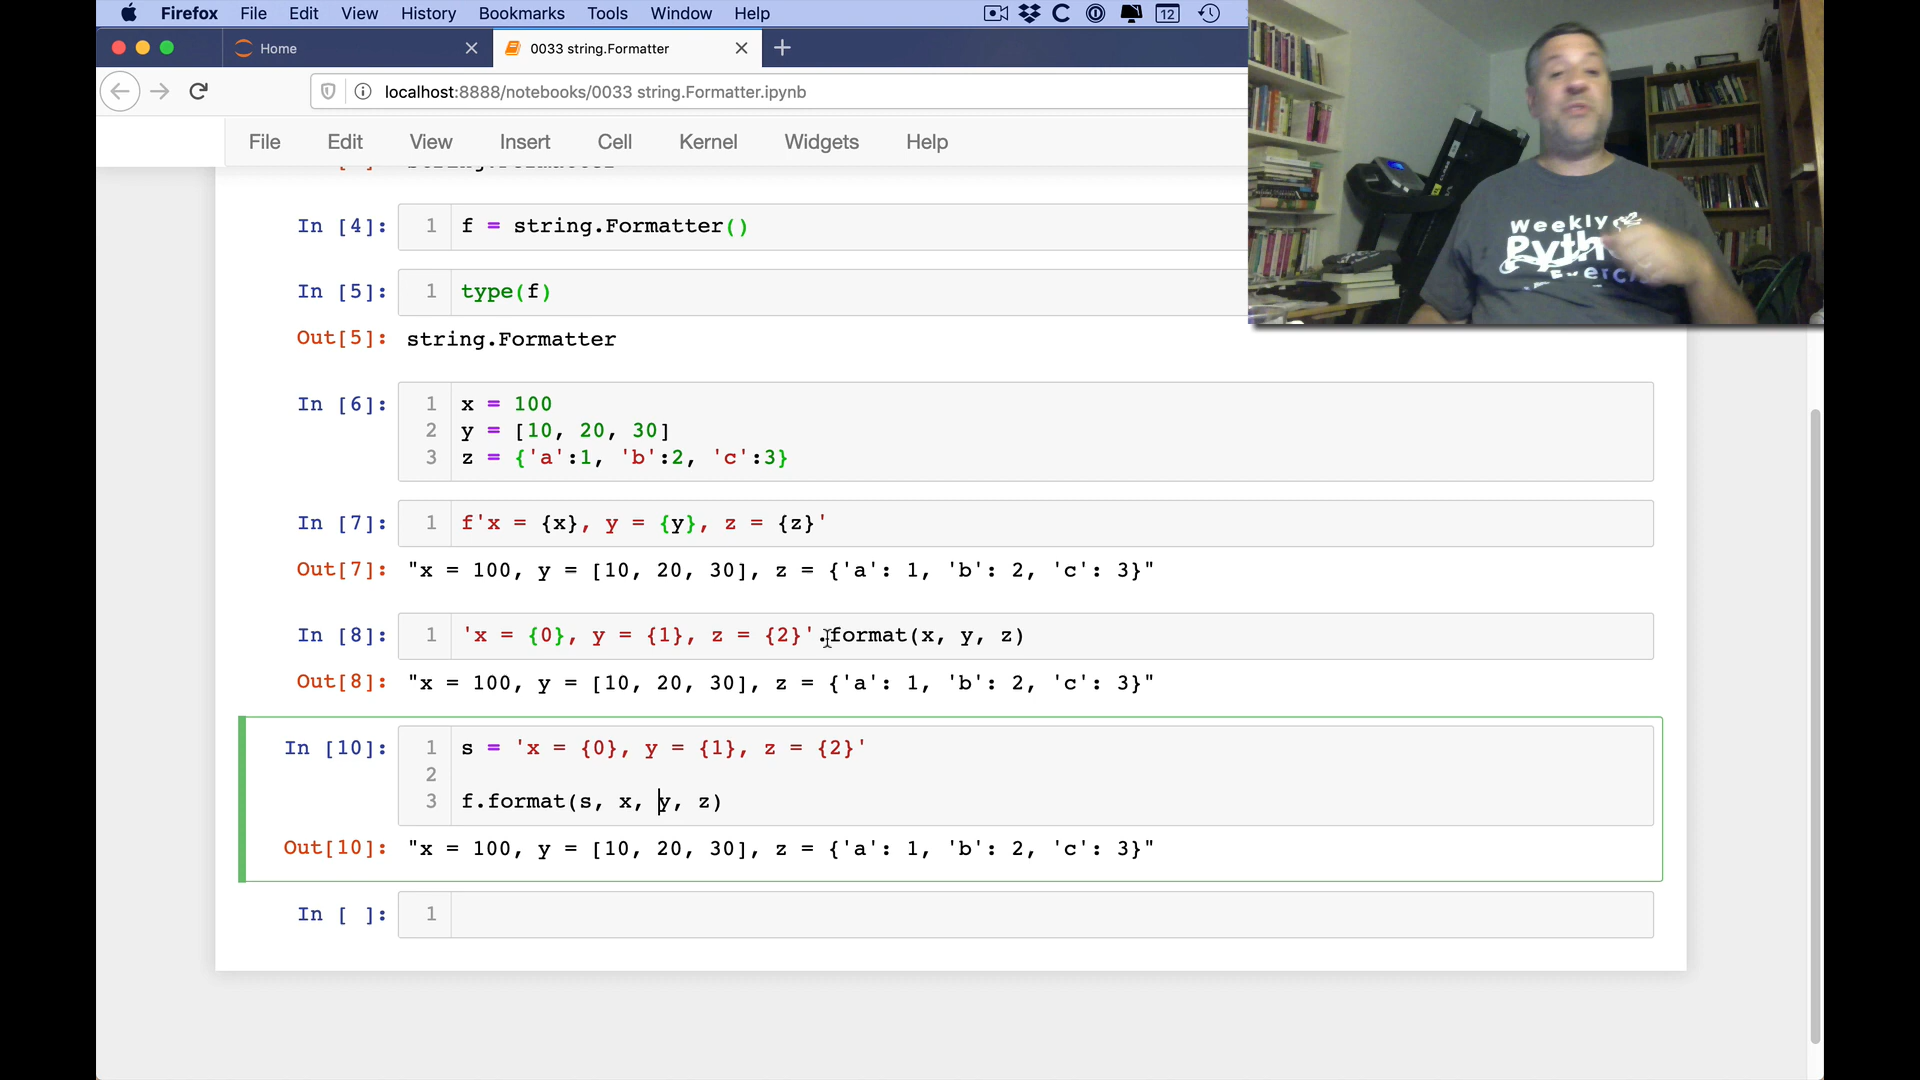 Firefox File Edit View History Bookmarks Tools Window Help 12
Home 0033 string.Formatter
localhost:8888/notebooks/0033 string.Formatter.ipynb
File Edit View Insert Cell Kernel Widgets Help
In [4]: 1 f = string.Formatter()
In [5]: 1 type(f)
Out[5]: string.Formatter
In [6]: 1 x = 100
2 y = [10, 20, 30]
3 z = {'a':1, 'b':2, 'c':3}
In [7]: 1 f'x = {x}, y = {y}, z = {z}'
Out[7]: "x = 100, y = [10, 20, 30], z = {'a': 1, 'b': 2, 'c': 3}"
In [8]: 1 'x = {0}, y = {1}, z = {2}'.format(x, y, z)
Out[8]: "x = 100, y = [10, 20, 30], z = {'a': 1, 'b': 2, 'c': 3}"
In [10]: 1 s = 'x = {0}, y = {1}, z = {2}'
2
3 f.format(s, x, y, z)
Out[10]: "x = 100, y = [10, 20, 30], z = {'a': 1, 'b': 2, 'c': 3}"
In [ ]: 1
Weekly